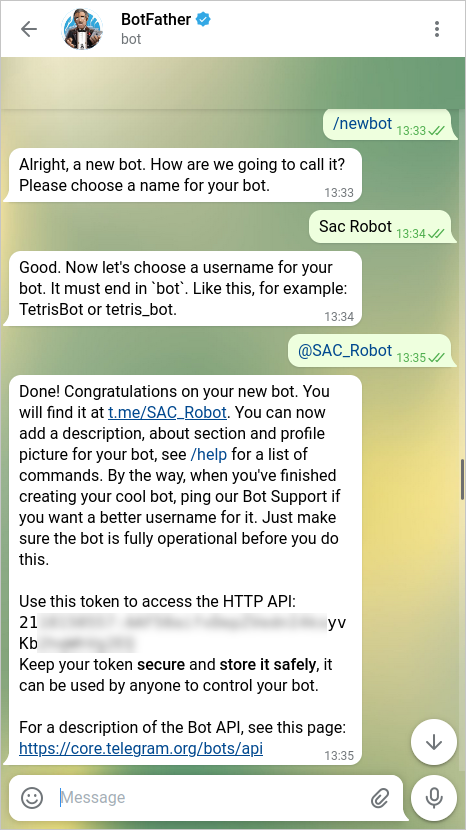 BotFather
bot
/newbot 13:33
Alright, a new bot. How are we going to call it?
Please choose a name for your bot.
13:33
Sac Robot 13:34
Good. Now let's choose a username for your
bot. It must end in `bot`. Like this, for example:
TetrisBot or tetris_bot.
13:34
@SAC_Robot 13:35
Done! Congratulations on your new bot. You
will find it at t.me/SAC_Robot. You can now
add a description, about section and profile
picture for your bot, see /help for a list of
commands. By the way, when you've finished
creating your cool bot, ping our Bot Support if
you want a better username for it. Just make
sure the bot is fully operational before you do
this.
Use this token to access the HTTP API:
21 yv
Kb
Keep your token secure and store it safely, it
can be used by anyone to control your bot.
For a description of the Bot API, see this page:
https://core.telegram.org/bots/api
13:35
Message